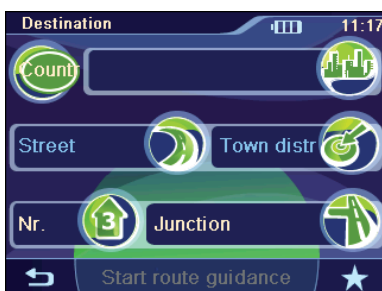 Destination 11:17
Countr
Street Town distr
Nr. 3 Junction
Start route guidance